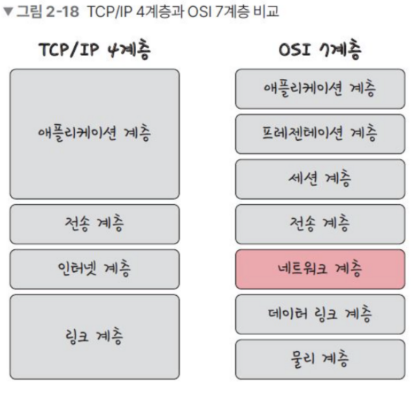 ▼ 그림 2-18 TCP/IP 4계층과 OSI 7계층 비교
TCP/IP 4계층
애플리케이션 계층
전송 계층
인터넷 계층
링크 계층
OSI 7계층
애플리케이션 계층
프레젠테이션 계층
세션 계층
전송 계층
네트워크 계층
데이터 링크 계층
물리 계층